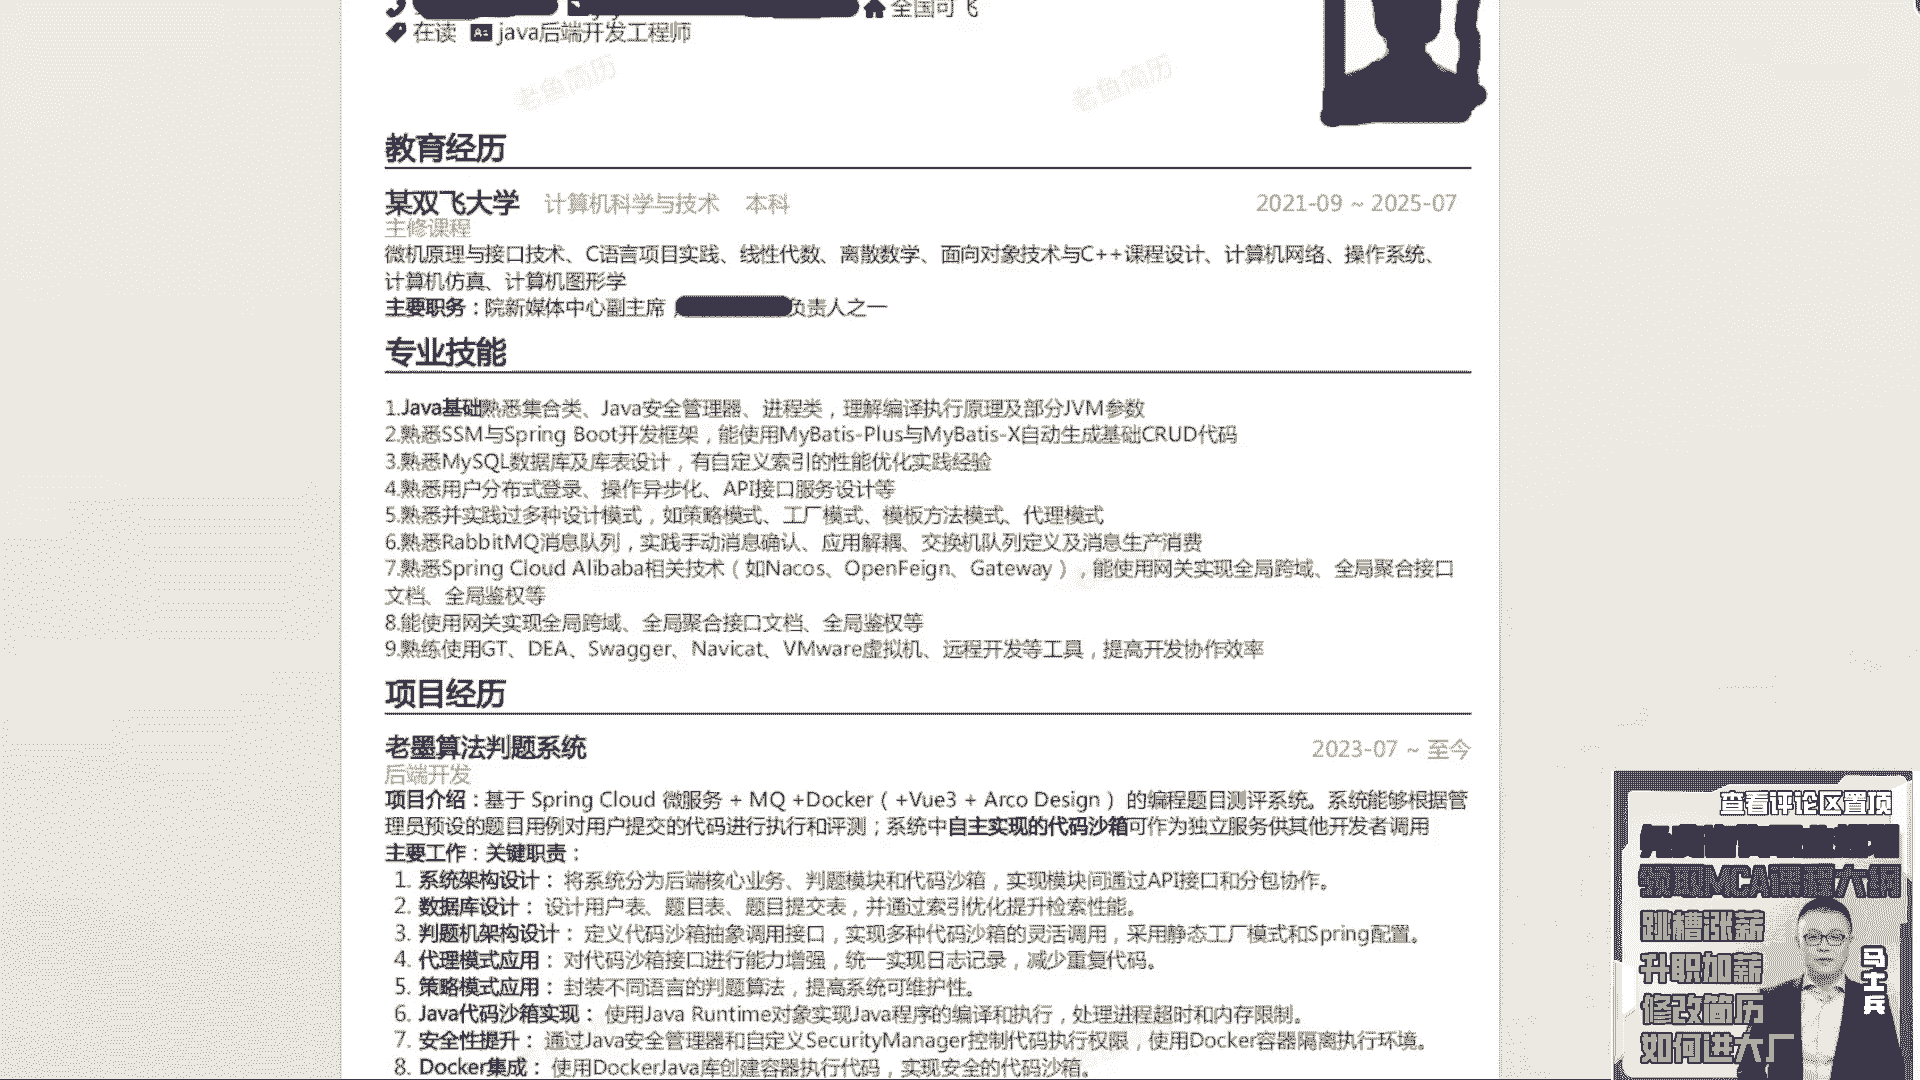 全国可飞
在读 java后端开发工程师
老鱼简历 老鱼简历
教育经历
某双飞大学 计算机科学与技术 本科 2021-09 ~ 2025-07
主修课程
微机原理与接口技术、C语言项目实践、线性代数、离散数学、面向对象技术与C++课程设计、计算机网络、操作系统、
计算机仿真、计算机图形学
主要职务：院新媒体中心副主席 负责人之一
专业技能
1.Java基础熟悉集合类、Java安全管理器、进程类，理解编译执行原理及部分JVM参数
2.熟悉SSM与Spring Boot开发框架，能使用MyBatis-Plus与MyBatis-X自动生成基础CRUD代码
3.熟悉MySQL数据库及库表设计，有自定义索引的性能优化实践经验
4.熟悉用户分布式登录、操作异步化、API接口服务设计等
5.熟悉并实践过多种设计模式，如策略模式、工厂模式、模板方法模式、代理模式
6.熟悉RabbitMQ消息队列，实践手动消息确认、应用解耦、交换机队列定义及消息生产消费
7.熟悉Spring Cloud Alibaba相关技术（如Nacos、OpenFeign、Gateway），能使用网关实现全局跨域、全局聚合接口
文档、全局鉴权等
8.能使用网关实现全局跨域、全局聚合接口文档、全局鉴权等
9.熟练使用GT、DEA、Swagger、Navicat、VMware虚拟机、远程开发等工具，提高开发协作效率
项目经历
老墨算法判题系统 2023-07 ~ 至今
后端开发
项目介绍：基于 Spring Cloud 微服务 + MQ +Docker（ +Vue3 + Arco Design ） 的编程题目测评系统。系统能够根据管
理员预设的题目用例对用户提交的代码进行执行和评测；系统中自主实现的代码沙箱可作为独立服务供其他开发者调用
主要工作：关键职责：
1. 系统架构设计： 将系统分为后端核心业务、判题模块和代码沙箱，实现模块间通过API接口和分包协作。
2. 数据库设计： 设计用户表、题目表、题目提交表，并通过索引优化提升检索性能。
3. 判题机架构设计： 定义代码沙箱抽象调用接口，实现多种代码沙箱的灵活调用，采用静态工厂模式和Spring配置。
4. 代理模式应用： 对代码沙箱接口进行能力增强，统一实现日志记录，减少重复代码。
5. 策略模式应用： 封装不同语言的判题算法，提高系统可维护性。
6. Java代码沙箱实现： 使用Java Runtime对象实现Java程序的编译和执行，处理进程超时和内存限制。
7. 安全性提升： 通过Java安全管理器和自定义SecurityManager控制代码执行权限，使用Docker容器隔离执行环境。
8. Docker集成： 使用DockerJava库创建容器执行代码，实现安全的代码沙箱。
查看评论区置顶
领取MCA课程大纲
跳槽涨薪
升职加薪
修改简历
如何进大厂
马士兵